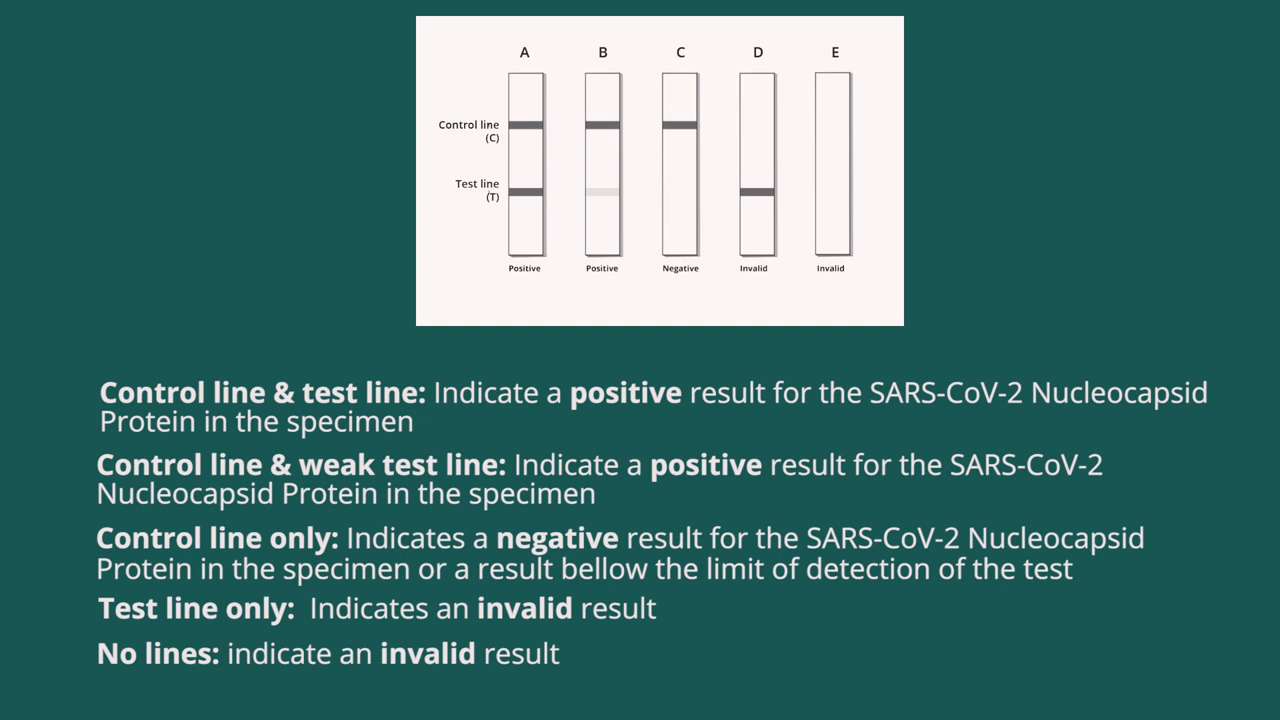 A B C D E
Control line
(C)
Test line
(T)
Positive Positive Negative Invalid Invalid
Control line & test line: Indicate a positive result for the SARS-CoV-2 Nucleocapsid
Protein in the specimen
Control line & weak test line: Indicate a positive result for the SARS-CoV-2
Nucleocapsid Protein in the specimen
Control line only: Indicates a negative result for the SARS-CoV-2 Nucleocapsid
Protein in the specimen or a result bellow the limit of detection of the test
Test line only: Indicates an invalid result
No lines: indicate an invalid result